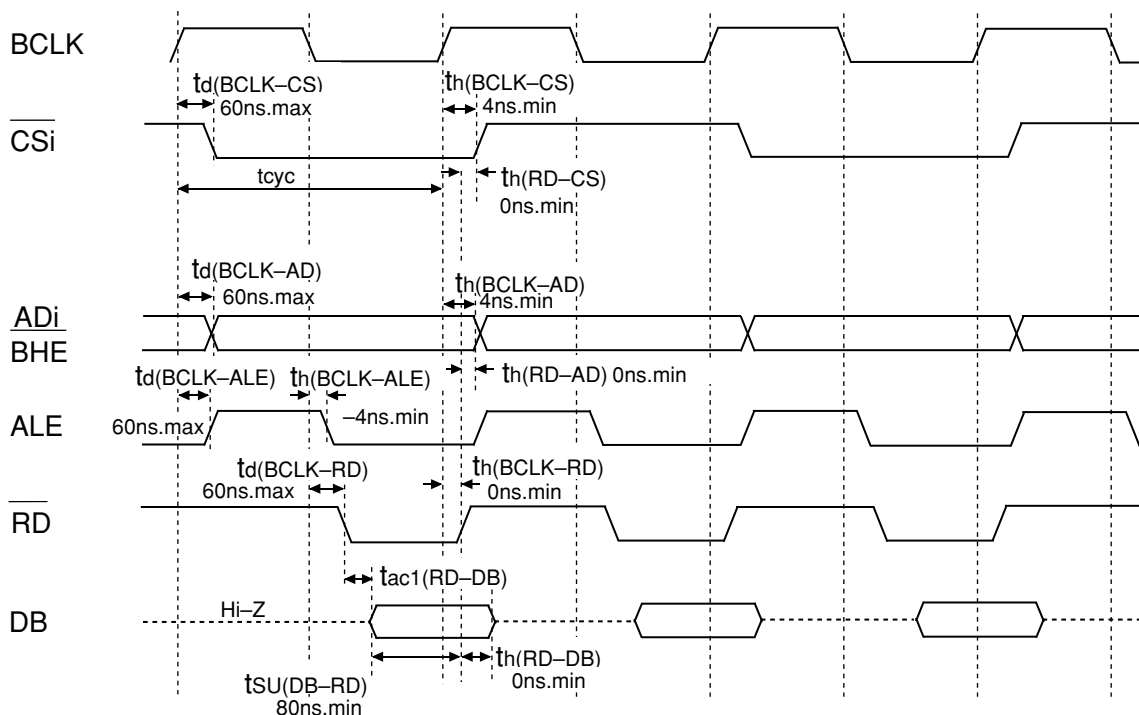 BCLK
td(BCLK–CS)
60ns.max
th(BCLK–CS)
4ns.min
CSi
tcyc
th(RD–CS)
0ns.min
td(BCLK–AD)
60ns.max
th(BCLK–AD)
4ns.min
ADi
BHE
td(BCLK–ALE)
th(BCLK–ALE)
th(RD–AD) 0ns.min
60ns.max
–4ns.min
ALE
td(BCLK–RD)
60ns.max
th(BCLK–RD)
0ns.min
RD
tac1(RD–DB)
Hi–Z
DB
th(RD–DB)
0ns.min
tSU(DB–RD)
80ns.min